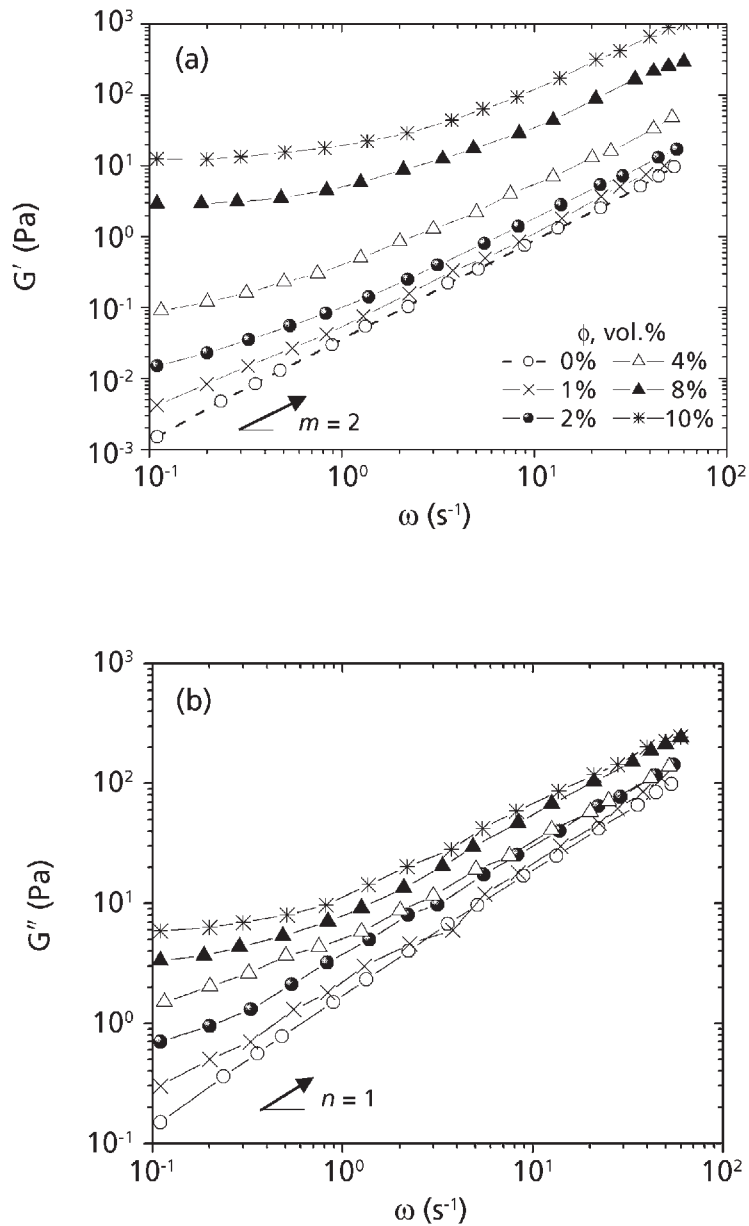 (a)
10³
10²
10¹
10⁰
10⁻¹
10⁻²
10⁻³
G′ (Pa)
ϕ, vol.%
0% 4%
1% 8%
2% 10%
m = 2
10⁻¹ 10⁰ 10¹ 10²
ω (s⁻¹)
(b)
10³
10²
10¹
10⁰
10⁻¹
G″ (Pa)
n = 1
10⁻¹ 10⁰ 10¹ 10²
ω (s⁻¹)